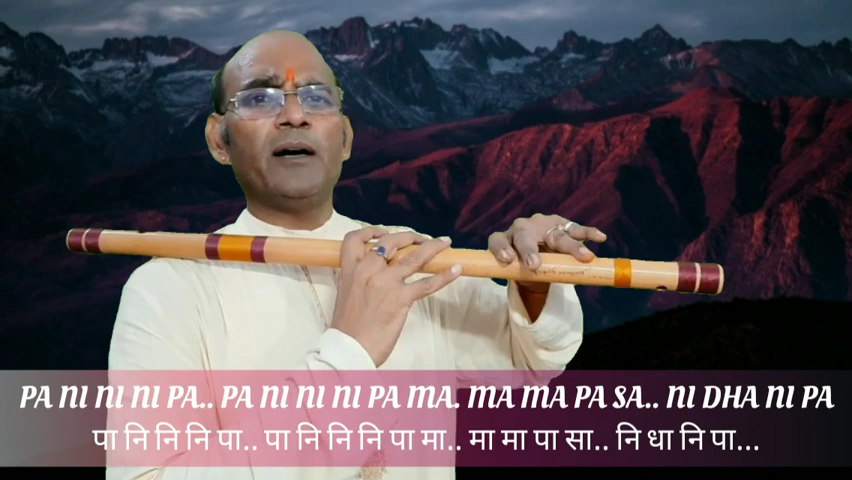 PA NI NI NI PA.. PA NI NI NI PA MA. MA MA PA SA.. NI DHA NI PA
पा नि नि नि पा.. पा नि नि नि पा मा.. मा मा पा सा.. नि धा नि पा...